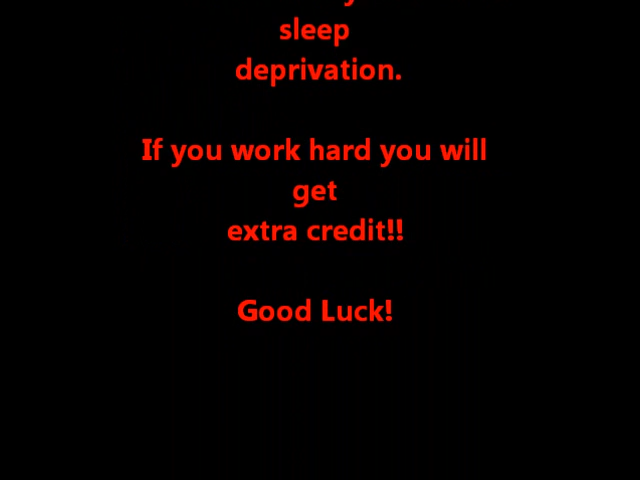 sleep
deprivation.
If you work hard you will
get
extra credit!!
Good Luck!